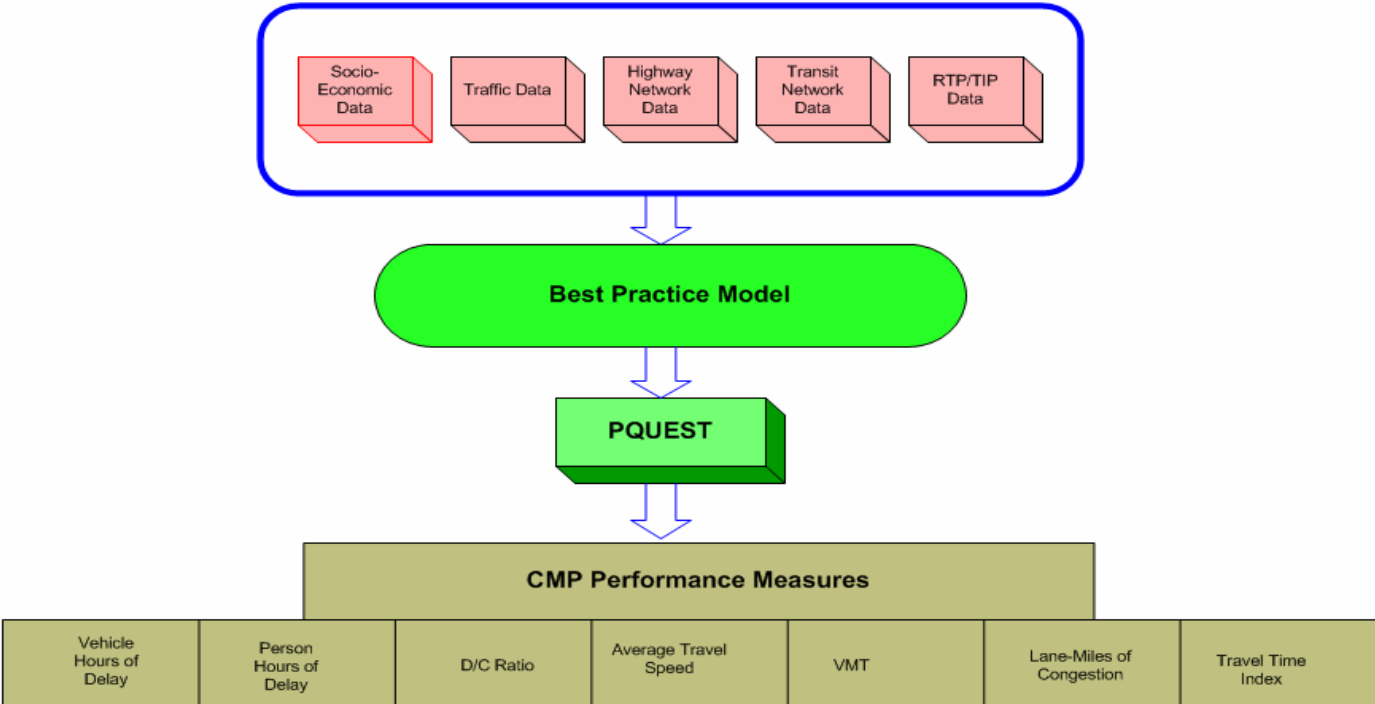 Socio-
Economic
Data
Traffic Data
Highway
Network
Data
Transit
Network
Data
RTP/TIP
Data
Best Practice Model
PQUEST
CMP Performance Measures
Vehicle
Hours of
Delay
Person
Hours of
Delay
D/C Ratio
Average Travel
Speed
VMT
Lane-Miles of
Congestion
Travel Time
Index